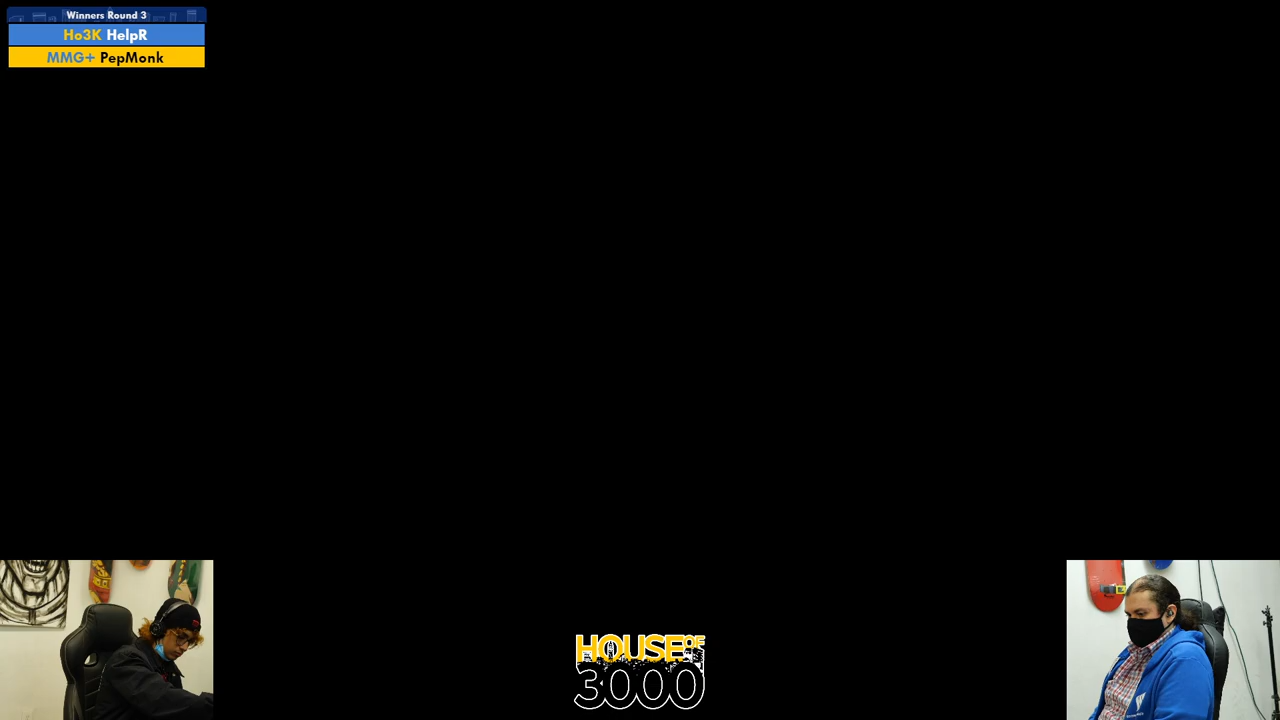 Winners Round 3
Ho3K HelpR
MMG+ PepMonk
HOUSE OF
3000